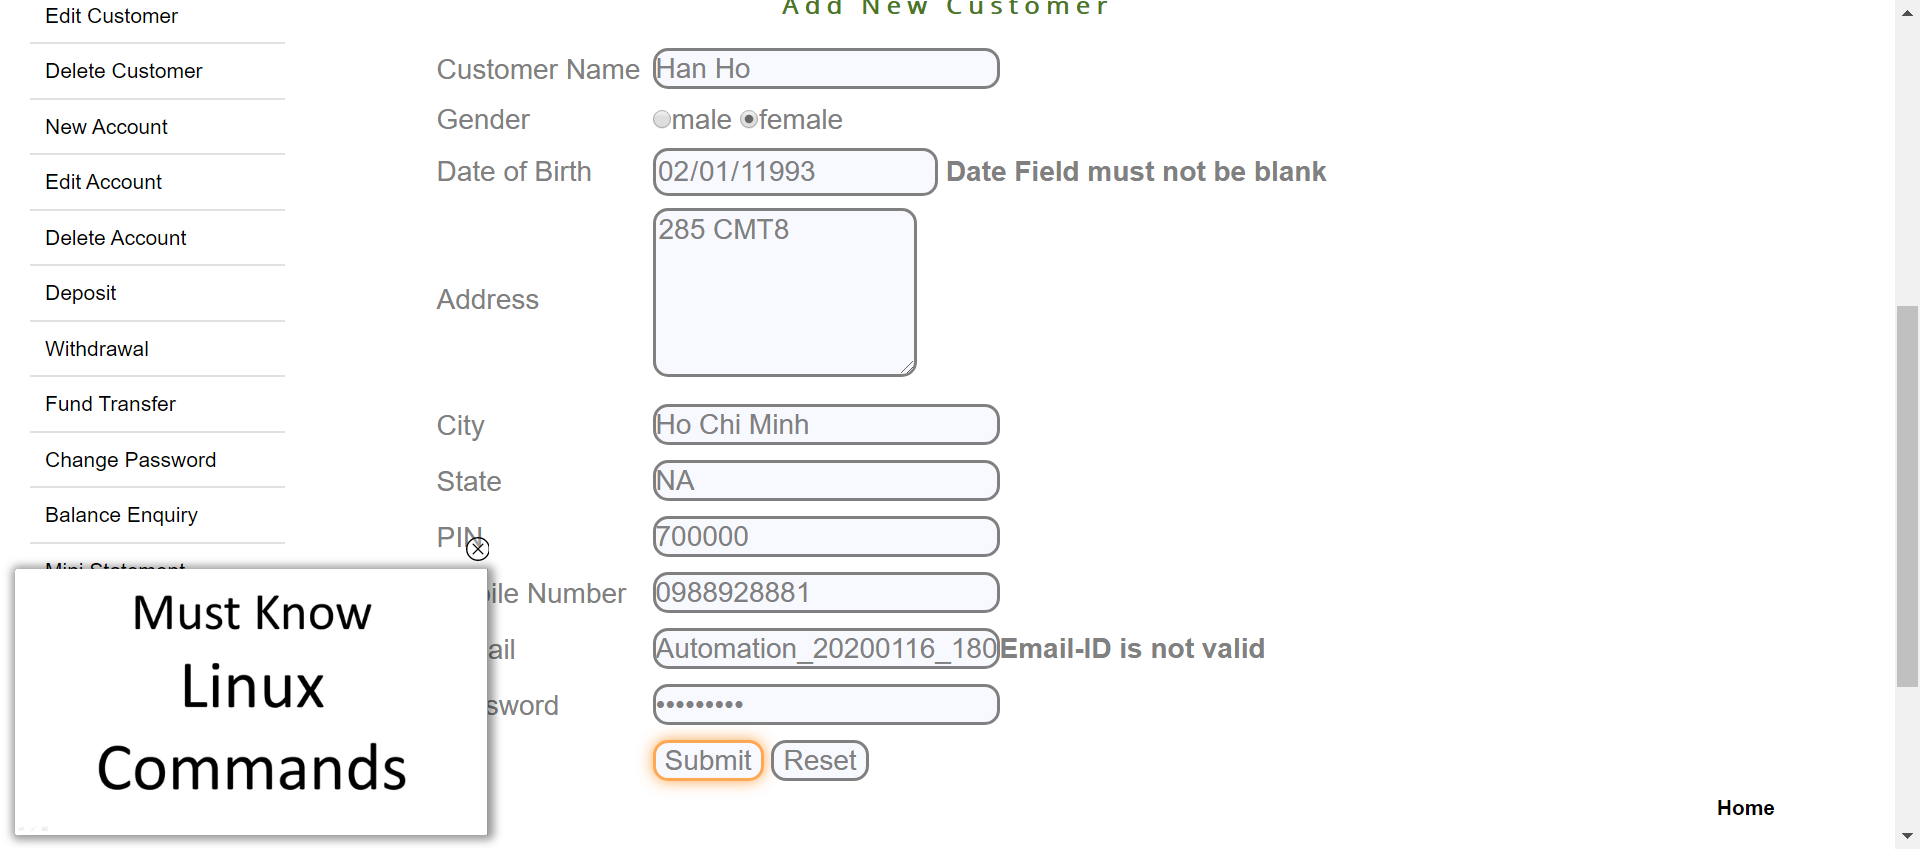 Add New Customer
Edit Customer
Delete Customer
New Account
Edit Account
Delete Account
Deposit
Withdrawal
Fund Transfer
Change Password
Balance Enquiry
Mini Statement
Customer Name Han Ho
Gender male female
Date of Birth 02/01/11993 Date Field must not be blank
Address 285 CMT8
City Ho Chi Minh
State NA
PIN 700000
ile Number 0988928881
ail Automation_20200116_180 Email-ID is not valid
sword •••••••••
Submit Reset
Must Know
Linux
Commands
Home